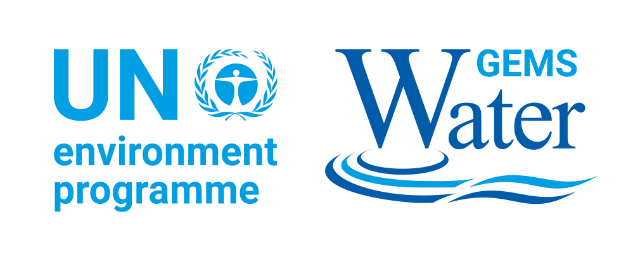 UN
environment
programme
GEMS
Water